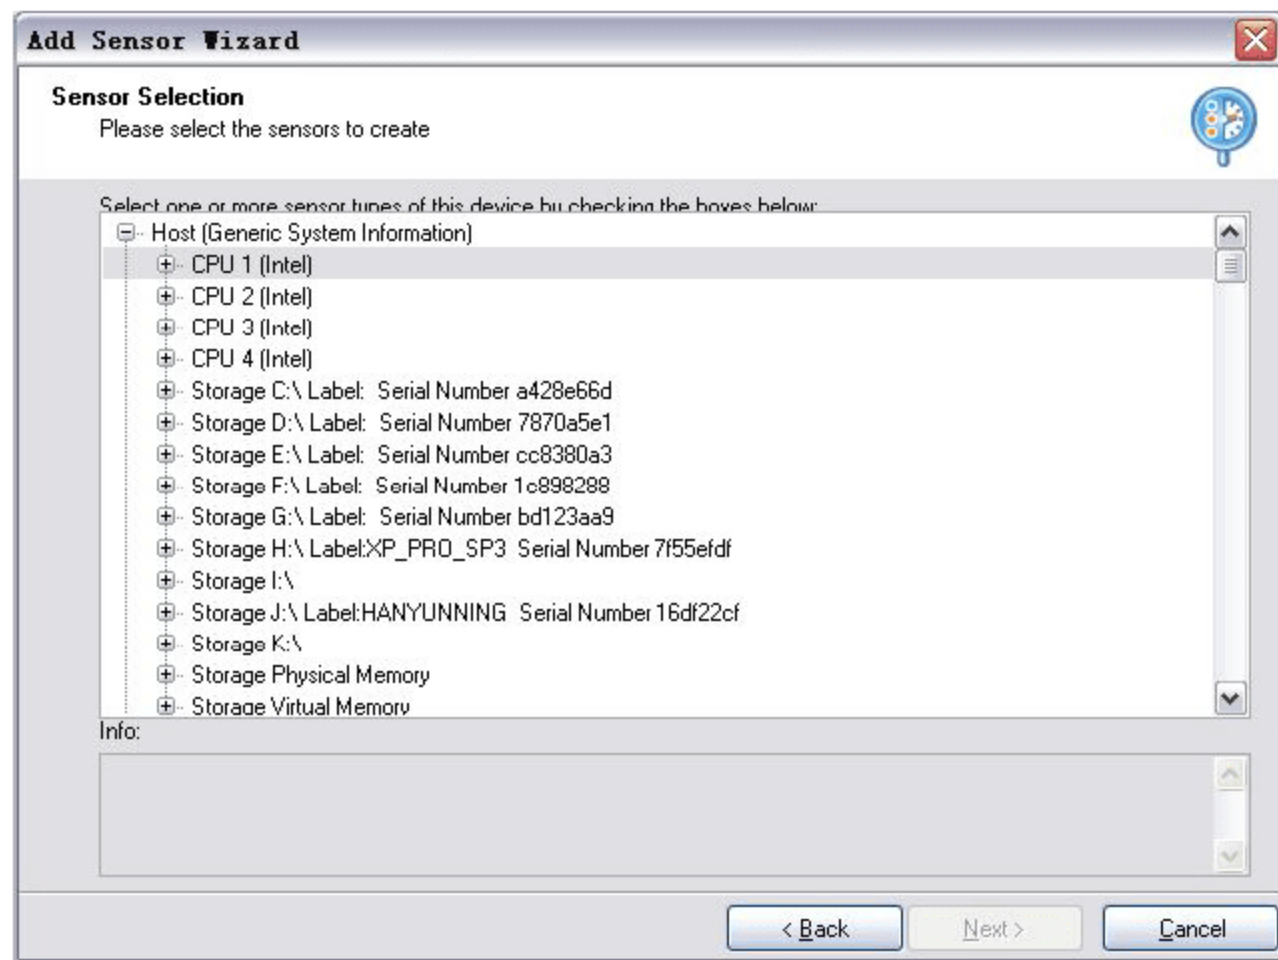 Add Sensor Wizard
Sensor Selection
Please select the sensors to create
Select one or more sensor types of this device by checking the boxes below:
Host (Generic System Information)
CPU 1 (Intel)
CPU 2 (Intel)
CPU 3 (Intel)
CPU 4 (Intel)
Storage C:\ Label:  Serial Number a428e66d
Storage D:\ Label:  Serial Number 7870a5e1
Storage E:\ Label:  Serial Number cc8380a3
Storage F:\ Label:  Serial Number 1c898288
Storage G:\ Label:  Serial Number bd123aa9
Storage H:\ Label:XP_PRO_SP3  Serial Number 7f55efdf
Storage I:\
Storage J:\ Label:HANYUNNING  Serial Number 16df22cf
Storage K:\
Storage Physical Memory
Storage Virtual Memory
Info:
< Back
Next >
Cancel